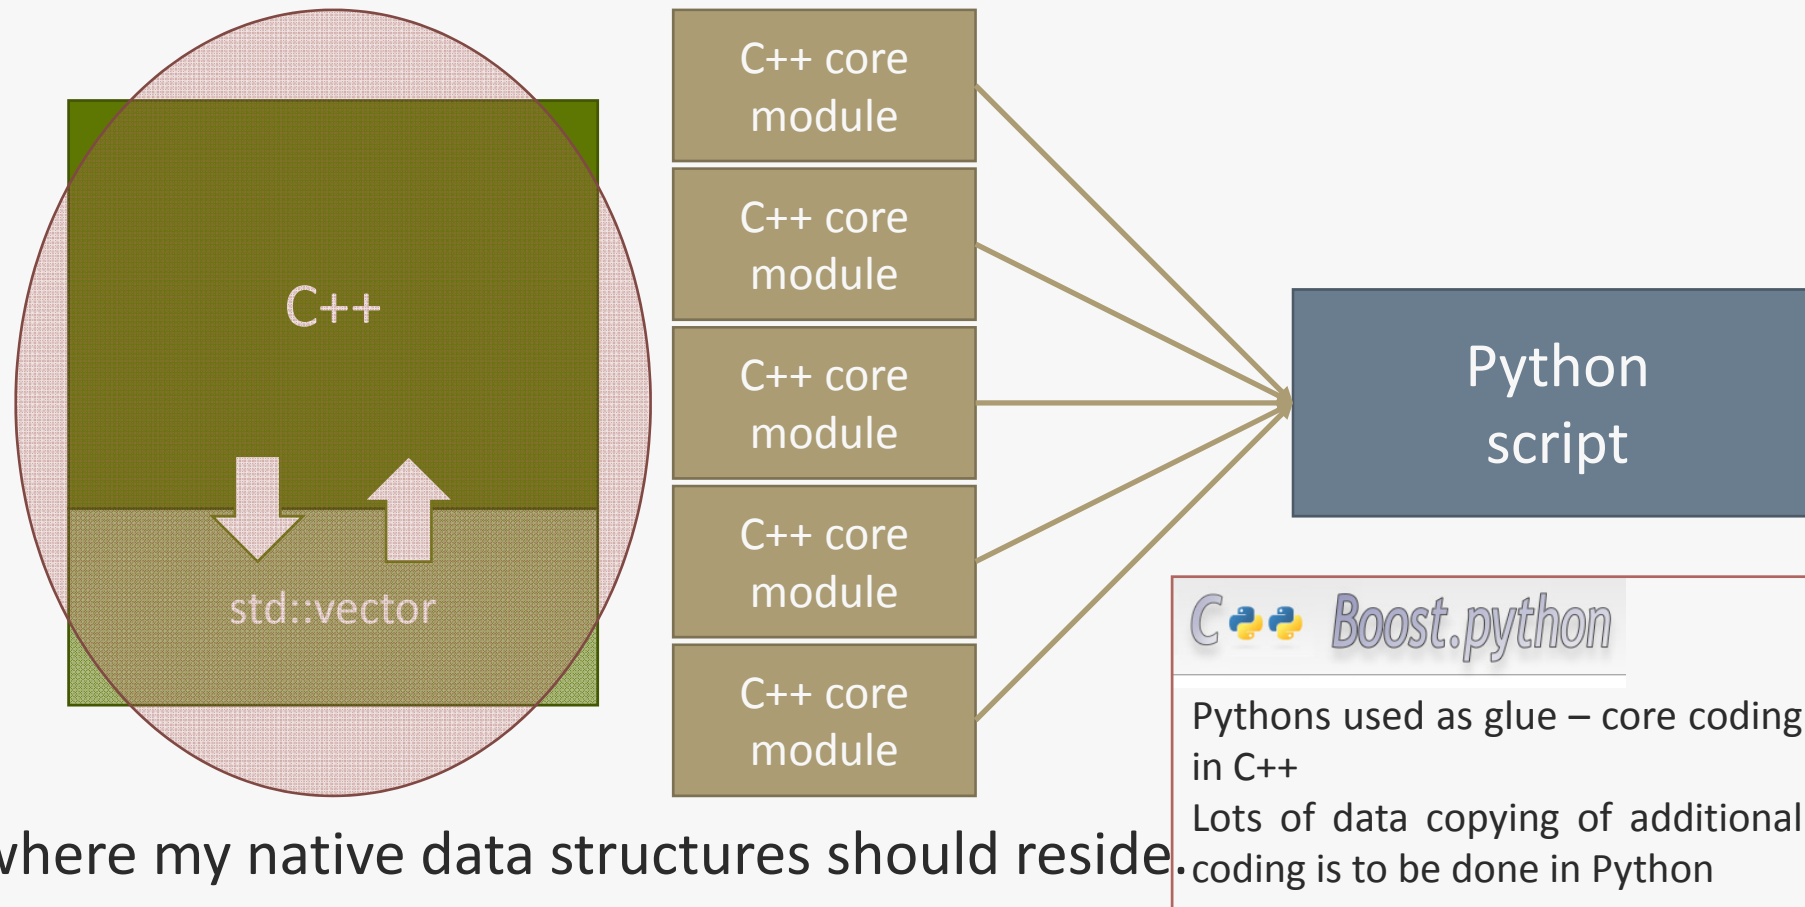 C++
std::vector
C++ core
module
C++ core
module
C++ core
module
C++ core
module
C++ core
module
Python
script
C Boost.python
Pythons used as glue – core coding
in C++
Lots of data copying of additional
coding is to be done in Python
where my native data structures should reside.